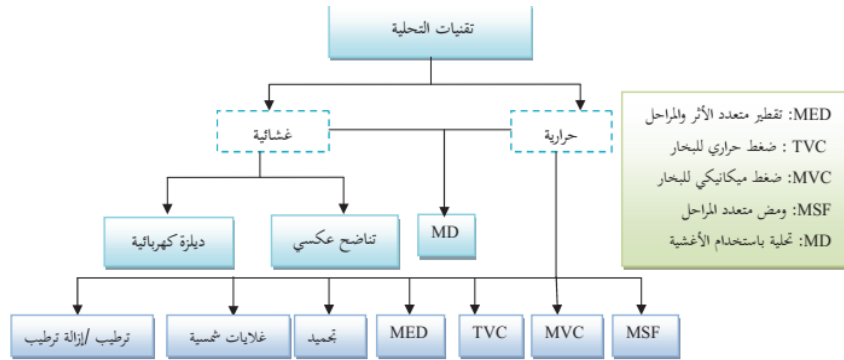 تقنيات التحلية
حرارية
غشائية
MED: تقطير متعدد الأثر والمراحل
TVC : ضغط حراري للبخار
MVC: ضغط ميكانيكي للبخار
MSF: ومض متعدد المراحل
MD: تحلية باستخدام الأغشية
MD
تناضح عكسي
ديلزة كهربائية
MSF
MVC
TVC
MED
تجميد
غلايات شمسية
ترطيب /إزالة ترطيب